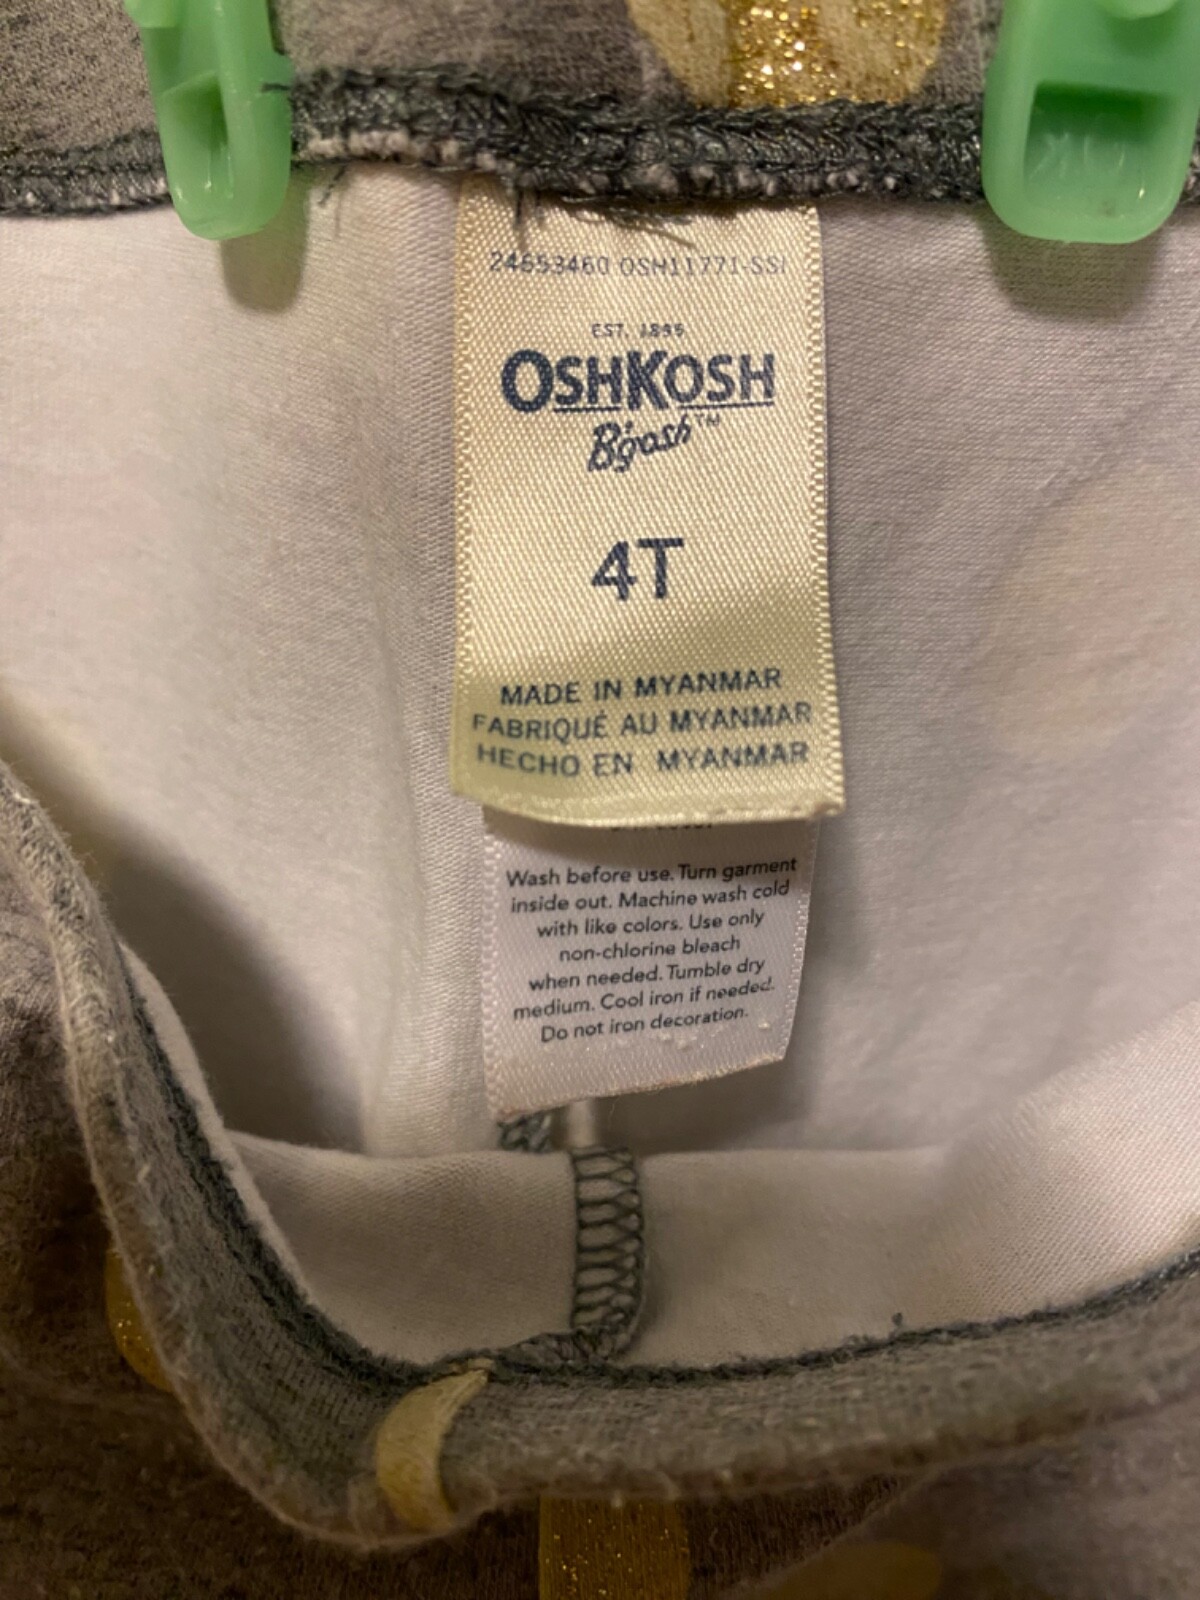 24653460 OSH11771-SSI
EST. 1895
OSHKOSH
B'gosh™
4T
MADE IN MYANMAR
FABRIQUÉ AU MYANMAR
HECHO EN MYANMAR
Wash before use. Turn garment
inside out. Machine wash cold
with like colors. Use only
non-chlorine bleach
when needed. Tumble dry
medium. Cool iron if needed.
Do not iron decoration.